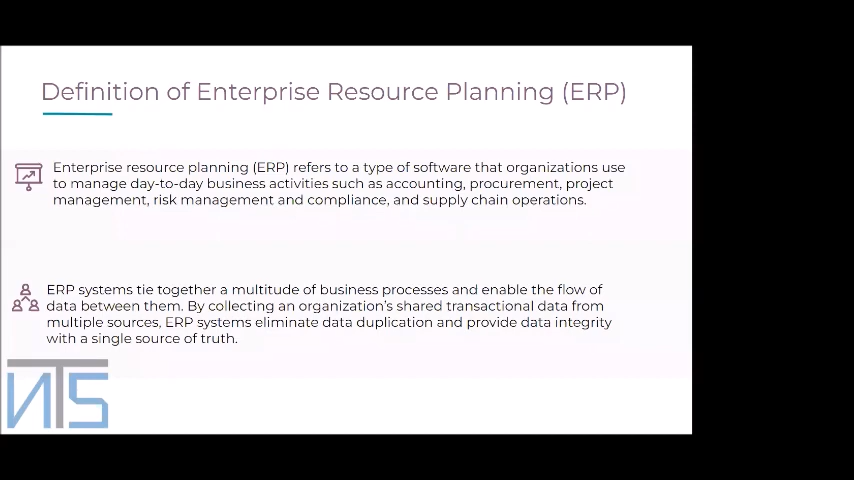 Definition of Enterprise Resource Planning (ERP)
Enterprise resource planning (ERP) refers to a type of software that organizations use
to manage day-to-day business activities such as accounting, procurement, project
management, risk management and compliance, and supply chain operations.
ERP systems tie together a multitude of business processes and enable the flow of
data between them. By collecting an organization’s shared transactional data from
multiple sources, ERP systems eliminate data duplication and provide data integrity
with a single source of truth.
NTS